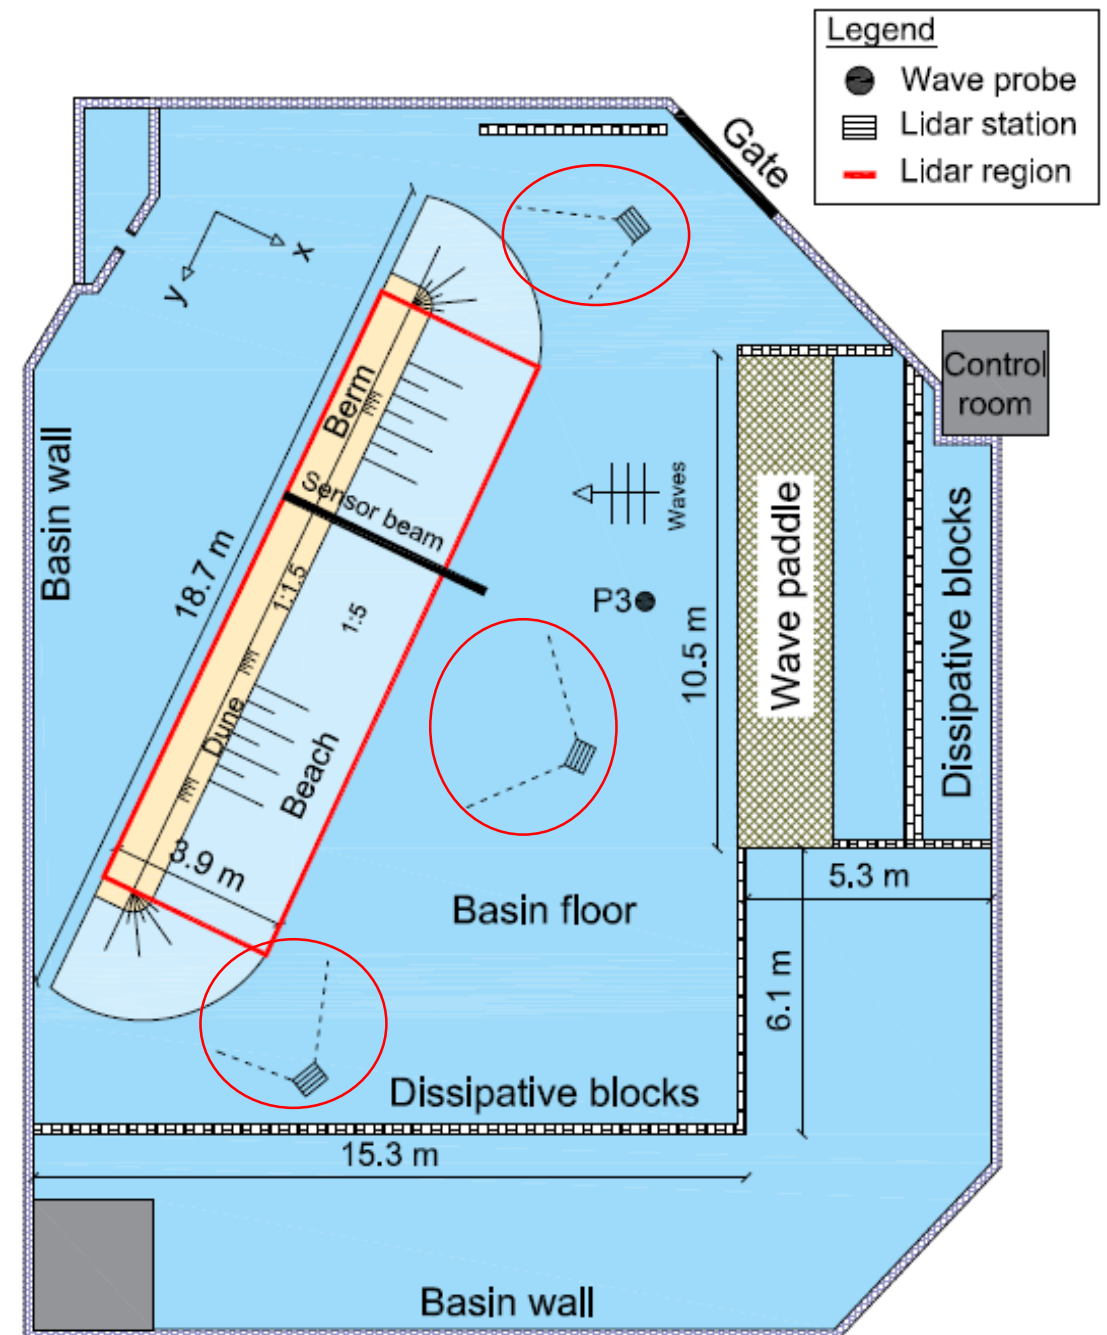 Legend
Wave probe
Lidar station
Lidar region
Gate
x
y
Control
room
Berm
Basin wall
Sensor beam
Waves
Wave paddle
Dissipative blocks
18.7 m
1:1.5
1:5
P3
10.5 m
Dune
Beach
3.9 m
5.3 m
Basin floor
6.1 m
Dissipative blocks
15.3 m
Basin wall